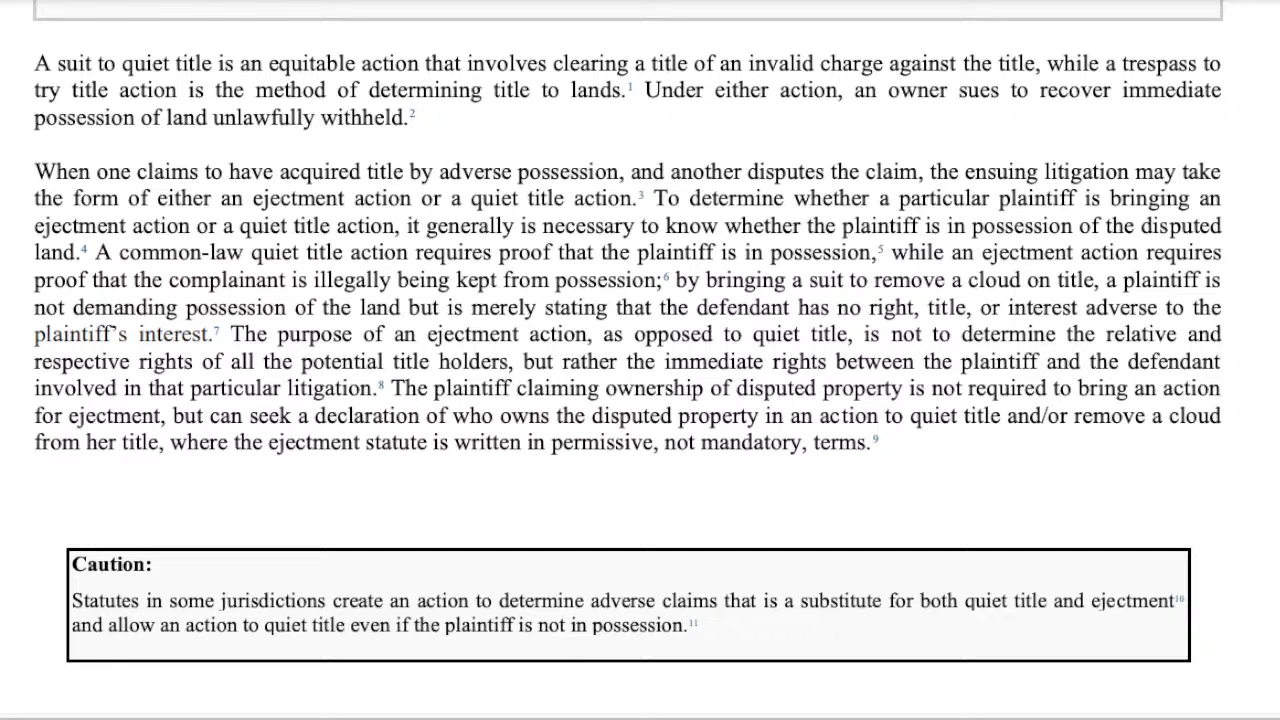 A suit to quiet title is an equitable action that involves clearing a title of an invalid charge against the title, while a trespass to
try title action is the method of determining title to lands.1 Under either action, an owner sues to recover immediate
possession of land unlawfully withheld.2
When one claims to have acquired title by adverse possession, and another disputes the claim, the ensuing litigation may take
the form of either an ejectment action or a quiet title action.3 To determine whether a particular plaintiff is bringing an
ejectment action or a quiet title action, it generally is necessary to know whether the plaintiff is in possession of the disputed
land.4 A common-law quiet title action requires proof that the plaintiff is in possession,5 while an ejectment action requires
proof that the complainant is illegally being kept from possession;6 by bringing a suit to remove a cloud on title, a plaintiff is
not demanding possession of the land but is merely stating that the defendant has no right, title, or interest adverse to the
plaintiff's interest.7 The purpose of an ejectment action, as opposed to quiet title, is not to determine the relative and
respective rights of all the potential title holders, but rather the immediate rights between the plaintiff and the defendant
involved in that particular litigation.8 The plaintiff claiming ownership of disputed property is not required to bring an action
for ejectment, but can seek a declaration of who owns the disputed property in an action to quiet title and/or remove a cloud
from her title, where the ejectment statute is written in permissive, not mandatory, terms.9
Caution:
Statutes in some jurisdictions create an action to determine adverse claims that is a substitute for both quiet title and ejectment10
and allow an action to quiet title even if the plaintiff is not in possession.11